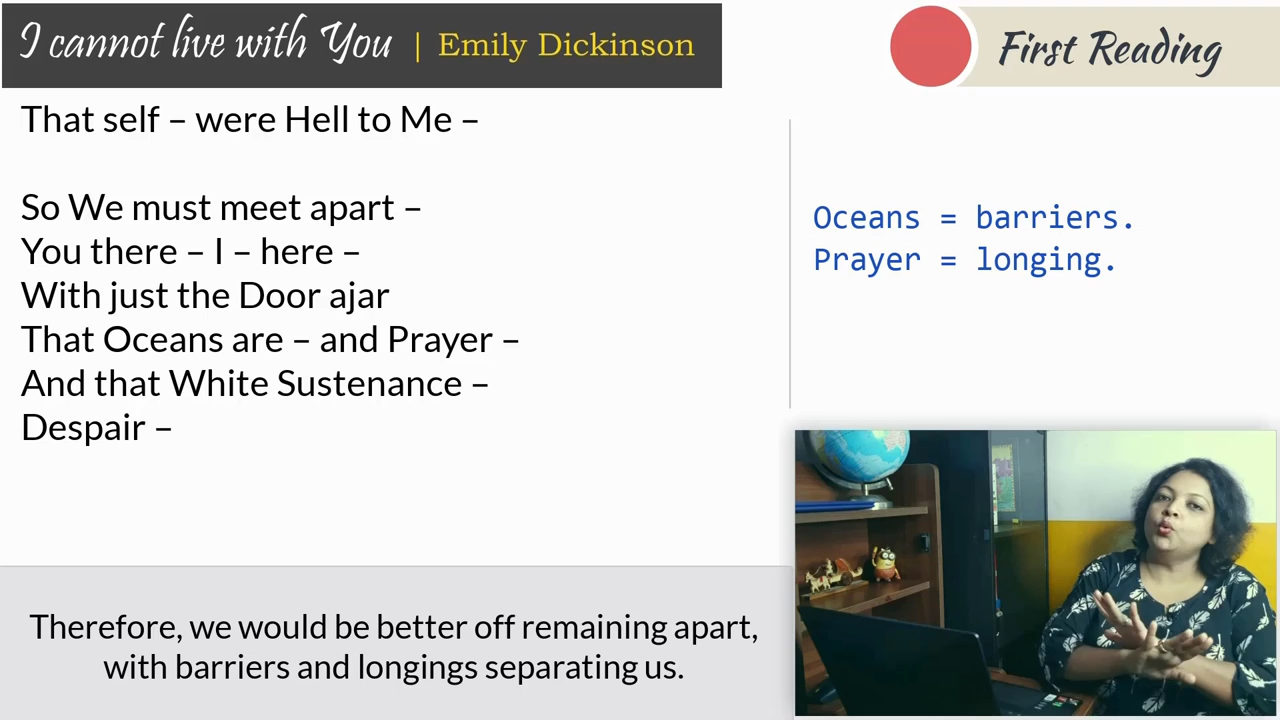 I cannot live with You | Emily Dickinson
First Reading
That self – were Hell to Me –
So We must meet apart –
You there – I – here –
With just the Door ajar
That Oceans are – and Prayer –
And that White Sustenance –
Despair –
Oceans = barriers.
Prayer = longing.
Therefore, we would be better off remaining apart,
with barriers and longings separating us.